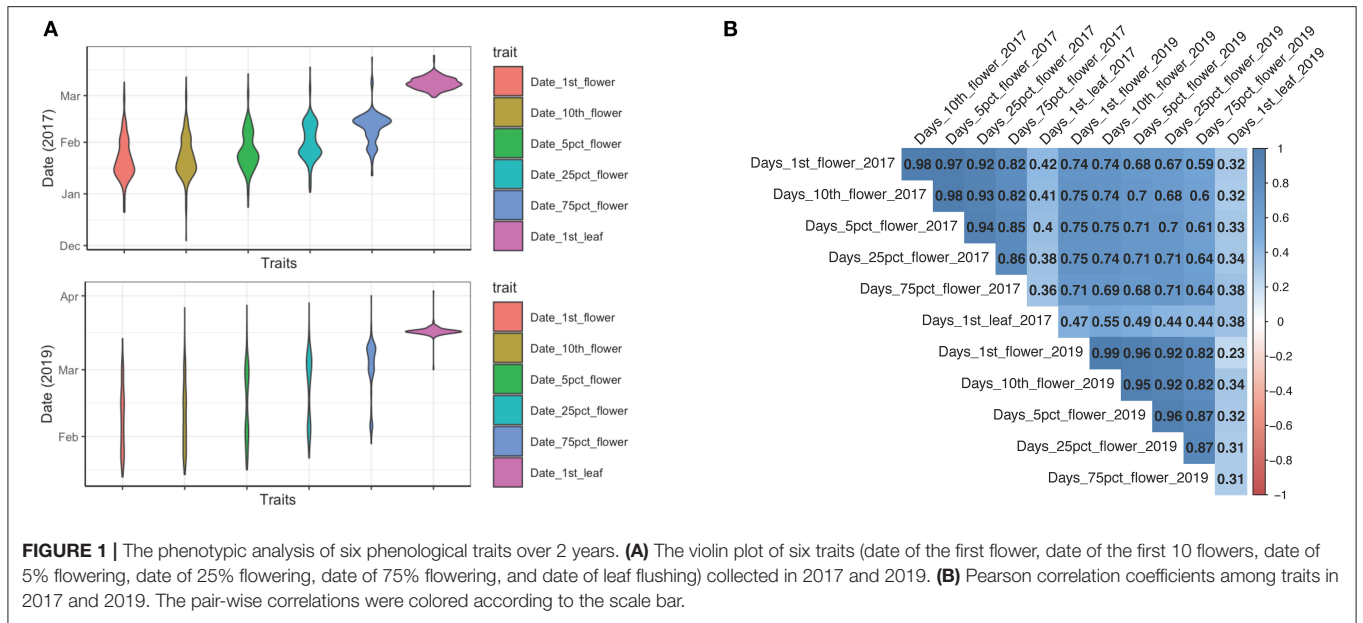 A
Date (2017)
Mar
Feb
Jan
Dec
Traits
trait
Date_1st_flower
Date_10th_flower
Date_5pct_flower
Date_25pct_flower
Date_75pct_flower
Date_1st_leaf
Date (2019)
Apr
Mar
Feb
Traits
trait
Date_1st_flower
Date_10th_flower
Date_5pct_flower
Date_25pct_flower
Date_75pct_flower
Date_1st_leaf
B
Days_10th_flower_2017
Days_5pct_flower_2017
Days_25pct_flower_2017
Days_75pct_flower_2017
Days_1st_leaf_2017
Days_1st_flower_2019
Days_10th_flower_2019
Days_5pct_flower_2019
Days_25pct_flower_2019
Days_75pct_flower_2019
Days_1st_leaf_2019
Days_1st_flower_2017 0.98 0.97 0.92 0.82 0.42 0.74 0.74 0.68 0.67 0.59 0.32
Days_10th_flower_2017 0.98 0.93 0.82 0.41 0.75 0.74 0.7 0.68 0.6 0.32
Days_5pct_flower_2017 0.94 0.85 0.4 0.75 0.75 0.71 0.7 0.61 0.33
Days_25pct_flower_2017 0.86 0.38 0.75 0.74 0.71 0.71 0.64 0.34
Days_75pct_flower_2017 0.36 0.71 0.69 0.68 0.71 0.64 0.38
Days_1st_leaf_2017 0.47 0.55 0.49 0.44 0.44 0.38
Days_1st_flower_2019 0.99 0.96 0.92 0.82 0.23
Days_10th_flower_2019 0.95 0.92 0.82 0.34
Days_5pct_flower_2019 0.96 0.87 0.32
Days_25pct_flower_2019 0.87 0.31
Days_75pct_flower_2019 0.31
1
0.8
0.6
0.4
0.2
0
−0.2
−0.4
−0.6
−0.8
−1
FIGURE 1 | The phenotypic analysis of six phenological traits over 2 years. (A) The violin plot of six traits (date of the first flower, date of the first 10 flowers, date of
5% flowering, date of 25% flowering, date of 75% flowering, and date of leaf flushing) collected in 2017 and 2019. (B) Pearson correlation coefficients among traits in
2017 and 2019. The pair-wise correlations were colored according to the scale bar.